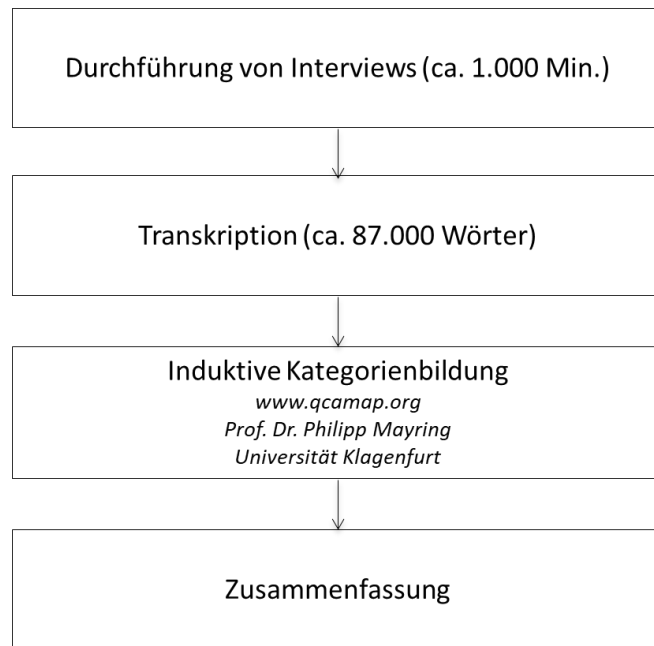 Durchführung von Interviews (ca. 1.000 Min.)
Transkription (ca. 87.000 Wörter)
Induktive Kategorienbildung
www.qcamap.org
Prof. Dr. Philipp Mayring
Universität Klagenfurt
Zusammenfassung